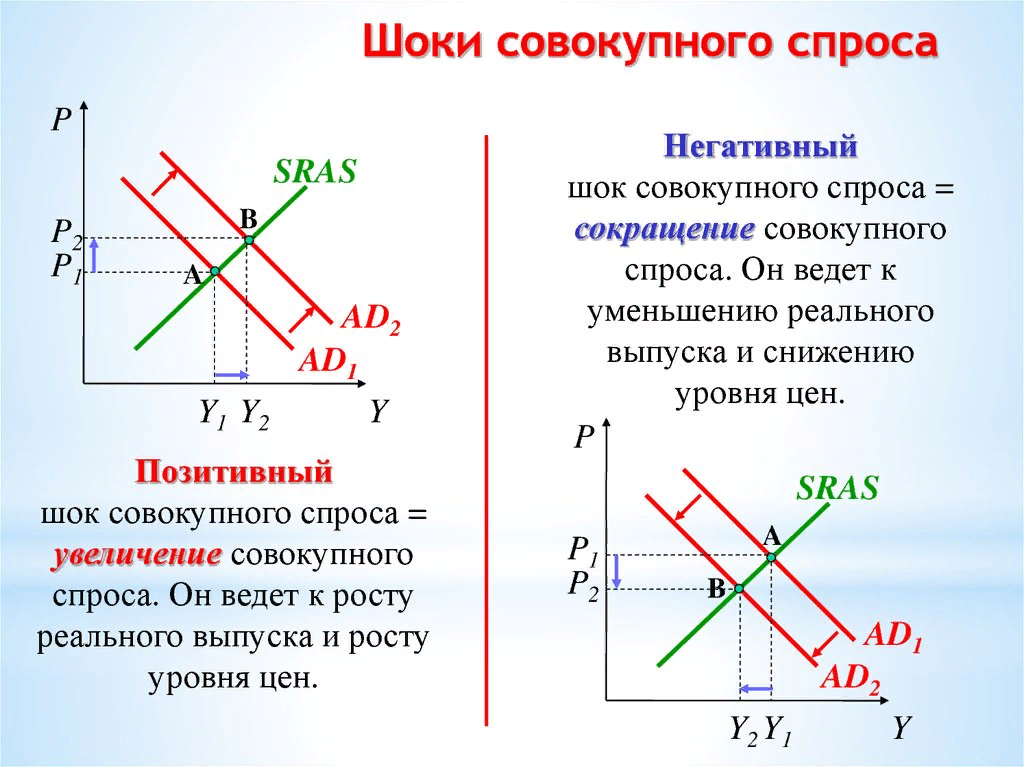 Шоки совокупного спроса
P
SRAS
B
P2
P1
A
AD2
AD1
Y1 Y2
Y
Позитивный
шок совокупного спроса =
увеличение совокупного
спроса. Он ведет к росту
реального выпуска и росту
уровня цен.
Негативный
шок совокупного спроса =
сокращение совокупного
спроса. Он ведет к
уменьшению реального
выпуска и снижению
уровня цен.
P
SRAS
A
P1
P2
B
AD1
AD2
Y2 Y1
Y